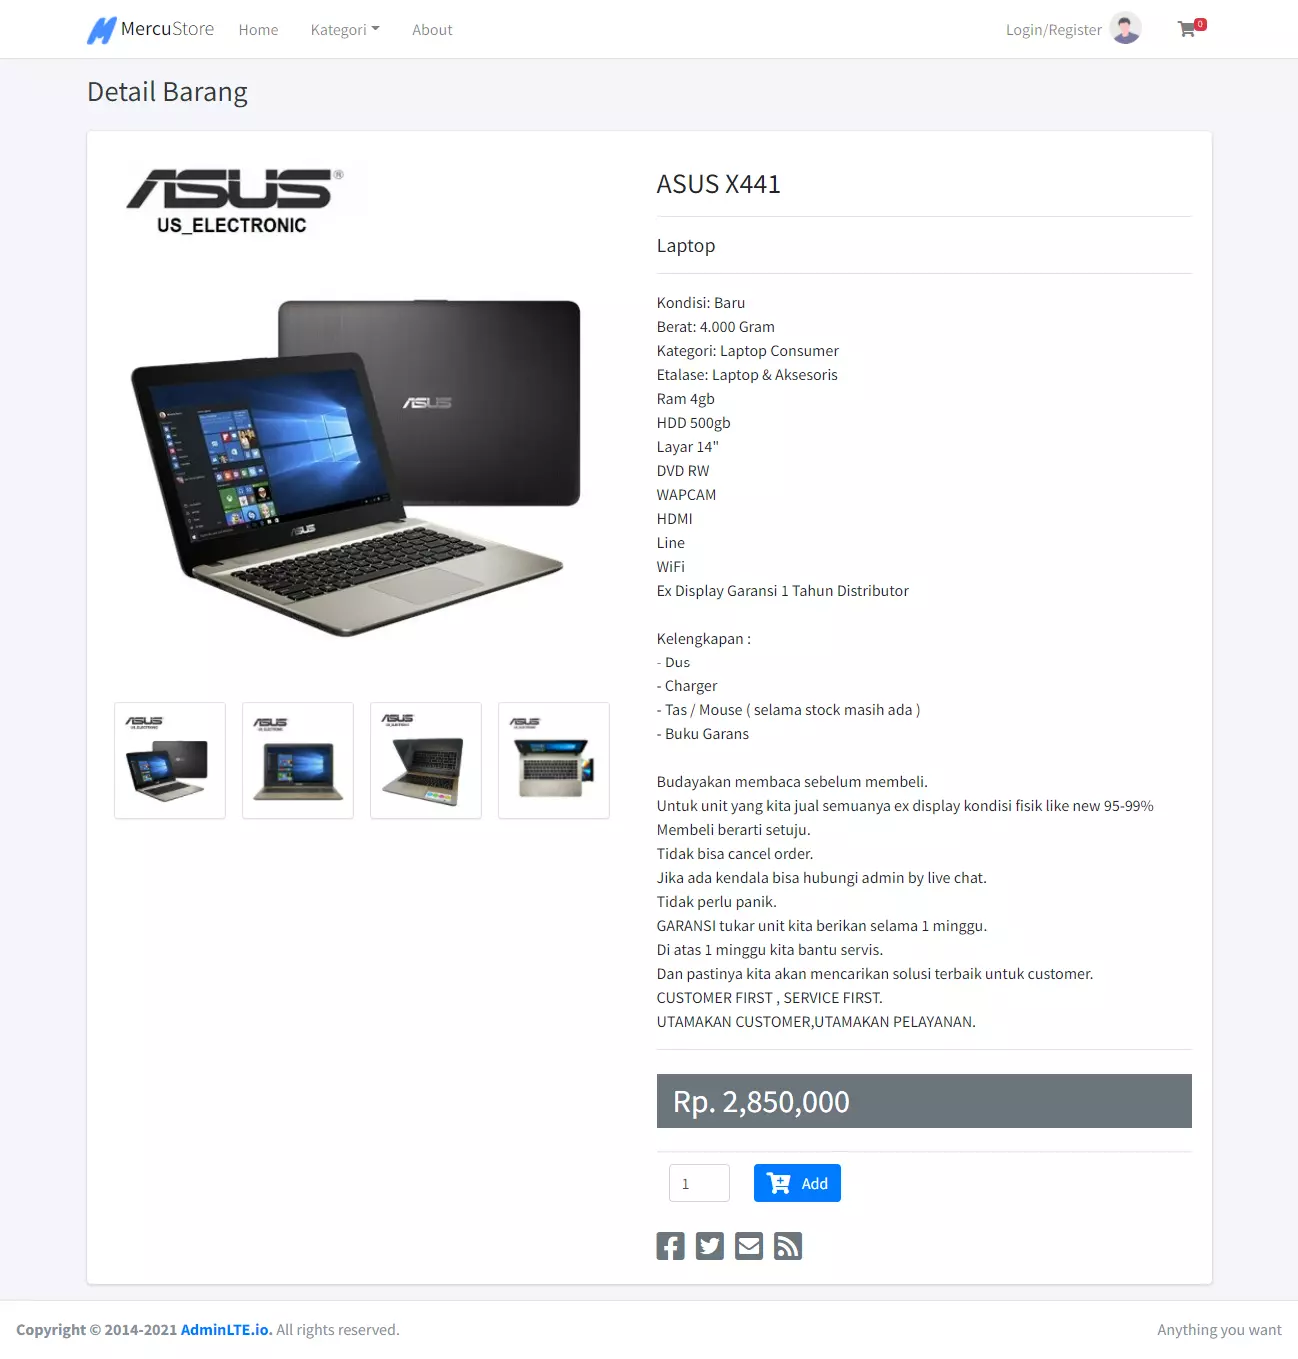 MercuStore
Home
Kategori
About
Login/Register
0
Detail Barang
ASUS®
US_ELECTRONIC
ASUS
ASUS
ASUS
ASUS
ASUS
ASUS
ASUS X441
Laptop
Kondisi: Baru
Berat: 4.000 Gram
Kategori: Laptop Consumer
Etalase: Laptop & Aksesoris
Ram 4gb
HDD 500gb
Layar 14"
DVD RW
WAPCAM
HDMI
Line
WiFi
Ex Display Garansi 1 Tahun Distributor
Kelengkapan :
- Dus
- Charger
- Tas / Mouse ( selama stock masih ada )
- Buku Garans
Budayakan membaca sebelum membeli.
Untuk unit yang kita jual semuanya ex display kondisi fisik like new 95-99%
Membeli berarti setuju.
Tidak bisa cancel order.
Jika ada kendala bisa hubungi admin by live chat.
Tidak perlu panik.
GARANSI tukar unit kita berikan selama 1 minggu.
Di atas 1 minggu kita bantu servis.
Dan pastinya kita akan mencarikan solusi terbaik untuk customer.
CUSTOMER FIRST , SERVICE FIRST.
UTAMAKAN CUSTOMER,UTAMAKAN PELAYANAN.
Rp. 2,850,000
1
Add
Copyright © 2014-2021 AdminLTE.io. All rights reserved.
Anything you want